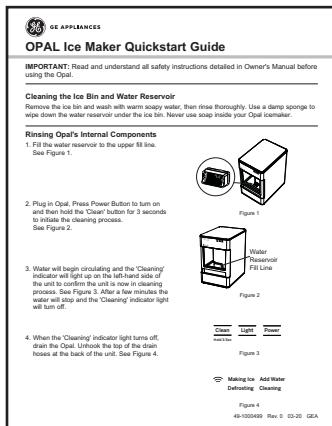 GE APPLIANCES
OPAL Ice Maker Quickstart Guide
IMPORTANT: Read and understand all safety instructions detailed in Owner's Manual before
using the Opal.
Cleaning the Ice Bin and Water Reservoir
Remove the ice bin and wash with warm soapy water, then rinse thoroughly. Use a damp sponge to
wipe down the water reservoir under the ice bin. Never use soap inside your Opal icemaker.
Rinsing Opal's Internal Components
1. Fill the water reservoir to the upper fill line.
See Figure 1.
Figure 1
2. Plug in Opal, Press Power Button to turn on
and then hold the 'Clean' button for 3 seconds
to initiate the cleaning process.
See Figure 2.
Water
Reservoir
Fill Line
Figure 2
3. Water will begin circulating and the 'Cleaning'
indicator will light up on the left-hand side of
the unit to confirm the unit is now in cleaning
process. See Figure 3. After a few minutes the
water will stop and the 'Cleaning' indicator light
will turn off.
Clean Light Power
Hold 3 Sec
Figure 3
4. When the 'Cleaning' indicator light turns off,
drain the Opal. Unhook the top of the drain
hoses at the back of the unit. See Figure 4.
Making Ice Add Water
Defrosting Cleaning
Figure 4
49-1000499 Rev. 0 03-20 GEA